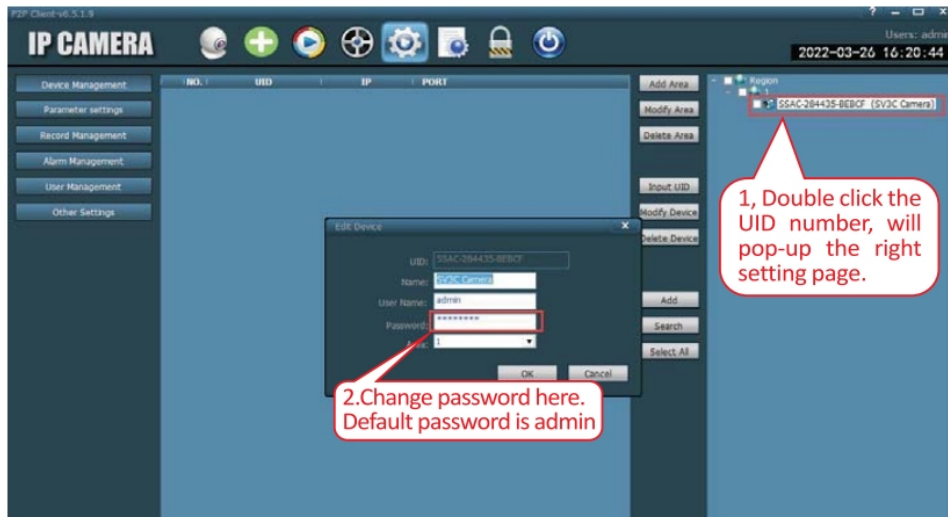 P2P Client-v6.5.1.9
? - □ x
IP CAMERA
Users: admin
2022-03-26 16:20:44
Device Management
Parameter settings
Record Management
Alarm Management
User Management
Other Settings
NO. UID IP PORT
Add Area
Modify Area
Delete Area
Input UID
Modify Device
Delete Device
Add
Search
Select All
Region
1
SSAC-284435-BEBCF (SV3C Camera)
1, Double click the
UID number, will
pop-up the right
setting page.
Edit Device x
UID: SSAC-284435-BEBCF
Name: SV3C Camera
User Name: admin
Password: ********
Area: 1
OK Cancel
2.Change password here.
Default password is admin